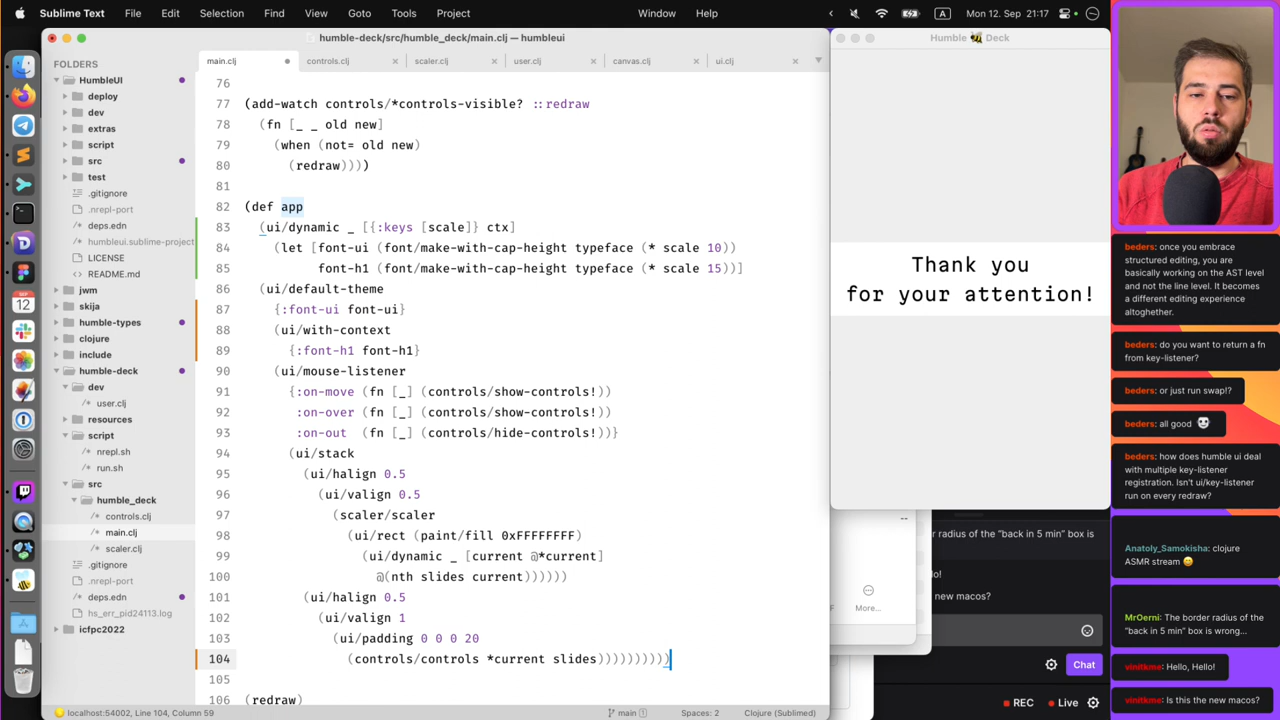 Sublime Text File Edit Selection Find View Goto Tools Project Window Help A Mon 12. Sep 21:17
humble-deck/src/humble_deck/main.clj — humbleui
FOLDERS
HumbleUI
deploy
dev
extras
script
src
test
.gitignore
.nrepl-port
deps.edn
humbleui.sublime-project
LICENSE
README.md
jwm
skija
humble-types
clojure
include
humble-deck
dev
user.clj
resources
script
nrepl.sh
run.sh
src
humble_deck
controls.clj
main.clj
scaler.clj
.gitignore
.nrepl-port
deps.edn
hs_err_pid24113.log
icfpc2022
SEP
12
main.clj controls.clj scaler.clj user.clj canvas.clj ui.clj
76
77 (add-watch controls/*controls-visible? ::redraw
78 (fn [_ _ old new]
79 (when (not= old new)
80 (redraw))))
81
82 (def app
83 (ui/dynamic _ [{:keys [scale]} ctx]
84 (let [font-ui (font/make-with-cap-height typeface (* scale 10))
85 font-h1 (font/make-with-cap-height typeface (* scale 15))]
86 (ui/default-theme
87 {:font-ui font-ui}
88 (ui/with-context
89 {:font-h1 font-h1}
90 (ui/mouse-listener
91 {:on-move (fn [_] (controls/show-controls!))
92 :on-over (fn [_] (controls/show-controls!))
93 :on-out (fn [_] (controls/hide-controls!))}
94 (ui/stack
95 (ui/halign 0.5
96 (ui/valign 0.5
97 (scaler/scaler
98 (ui/rect (paint/fill 0xFFFFFFFF)
99 (ui/dynamic _ [current @*current]
100 @(nth slides current))))))
101 (ui/halign 0.5
102 (ui/valign 1
103 (ui/padding 0 0 0 20
104 (controls/controls *current slides))))))))))
105
106 (redraw)
localhost:54002, Line 104, Column 59 main 1 Spaces: 2 Clojure (Sublimed)
Humble 🐝 Deck
Thank you
for your attention!
More...
r radius of the "back in 5 min" box is
lo!
new macos?
Chat
REC Live
beders: once you embrace
structured editing, you are
basically working on the AST level
and not the line level. It becomes
a different editing experience
altoghether.
beders: do you want to return a fn
from key-listener?
beders: or just run swap!?
beders: all good
beders: how does humble ui deal
with multiple key-listener
registration. Isn't ui/key-listener
run on every redraw?
Anatoly_Samokisha: clojure
ASMR stream 😄
MrOerni: The border radius of the
"back in 5 min" box is wrong...
vinitkme: Hello, Hello!
vinitkme: Is this the new macos?